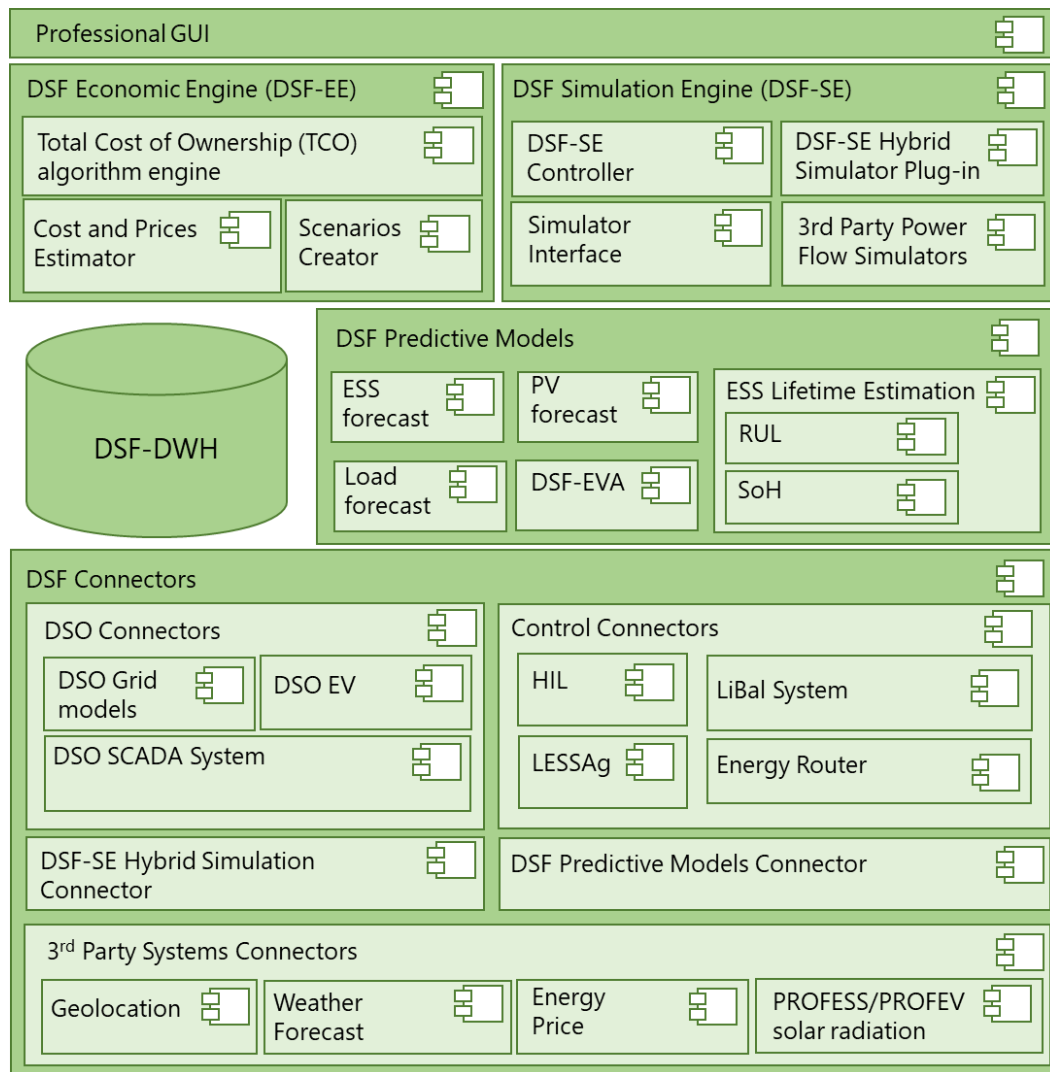 Professional GUI
DSF Economic Engine (DSF-EE)
Total Cost of Ownership (TCO)
algorithm engine
Cost and Prices
Estimator
Scenarios
Creator
DSF Simulation Engine (DSF-SE)
DSF-SE
Controller
DSF-SE Hybrid
Simulator Plug-in
Simulator
Interface
3rd Party Power
Flow Simulators
DSF-DWH
DSF Predictive Models
ESS
forecast
PV
forecast
Load
forecast
DSF-EVA
ESS Lifetime Estimation
RUL
SoH
DSF Connectors
DSO Connectors
DSO Grid
models
DSO EV
DSO SCADA System
Control Connectors
HIL
LiBal System
LESSAg
Energy Router
DSF-SE Hybrid Simulation
Connector
DSF Predictive Models Connector
3rd Party Systems Connectors
Geolocation
Weather
Forecast
Energy
Price
PROFESS/PROFEV
solar radiation